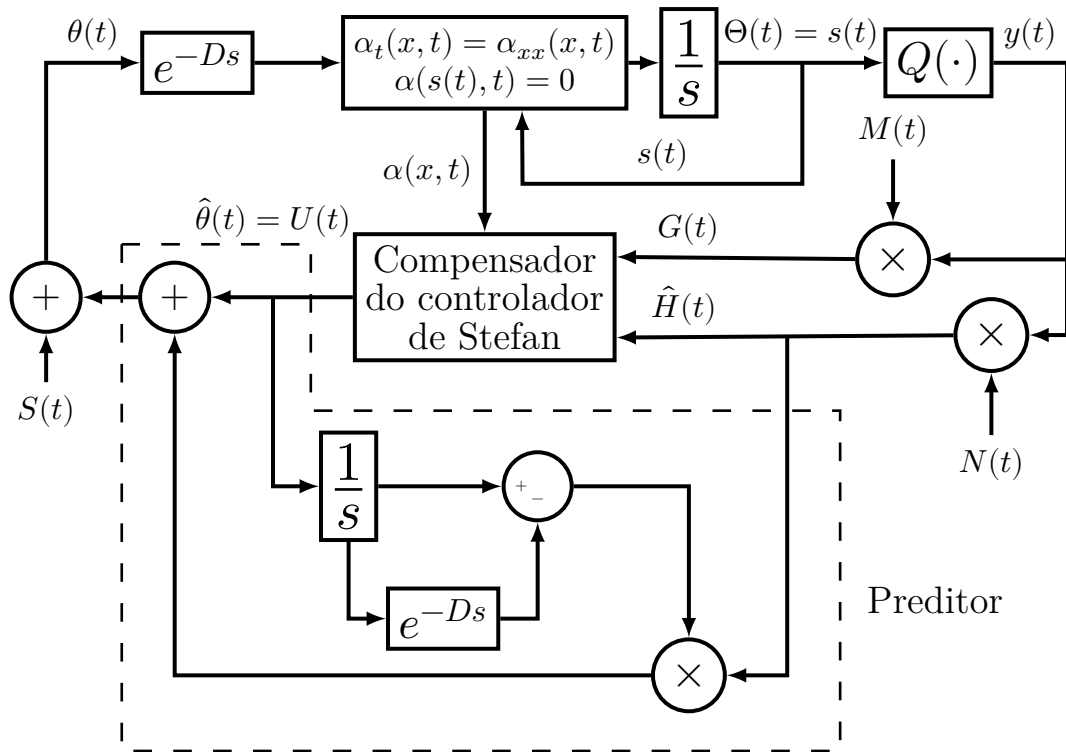 θ(t)
e^{-Ds}
α_t(x,t) = α_{xx}(x,t)
α(s(t),t) = 0
1/s
Θ(t) = s(t)
Q(·)
y(t)
M(t)
s(t)
α(x,t)
θ̂(t) = U(t)
G(t)
×
+
+
Compensador
do controlador
de Stefan
Ĥ(t)
×
S(t)
N(t)
1/s
+
−
e^{-Ds}
Preditor
×